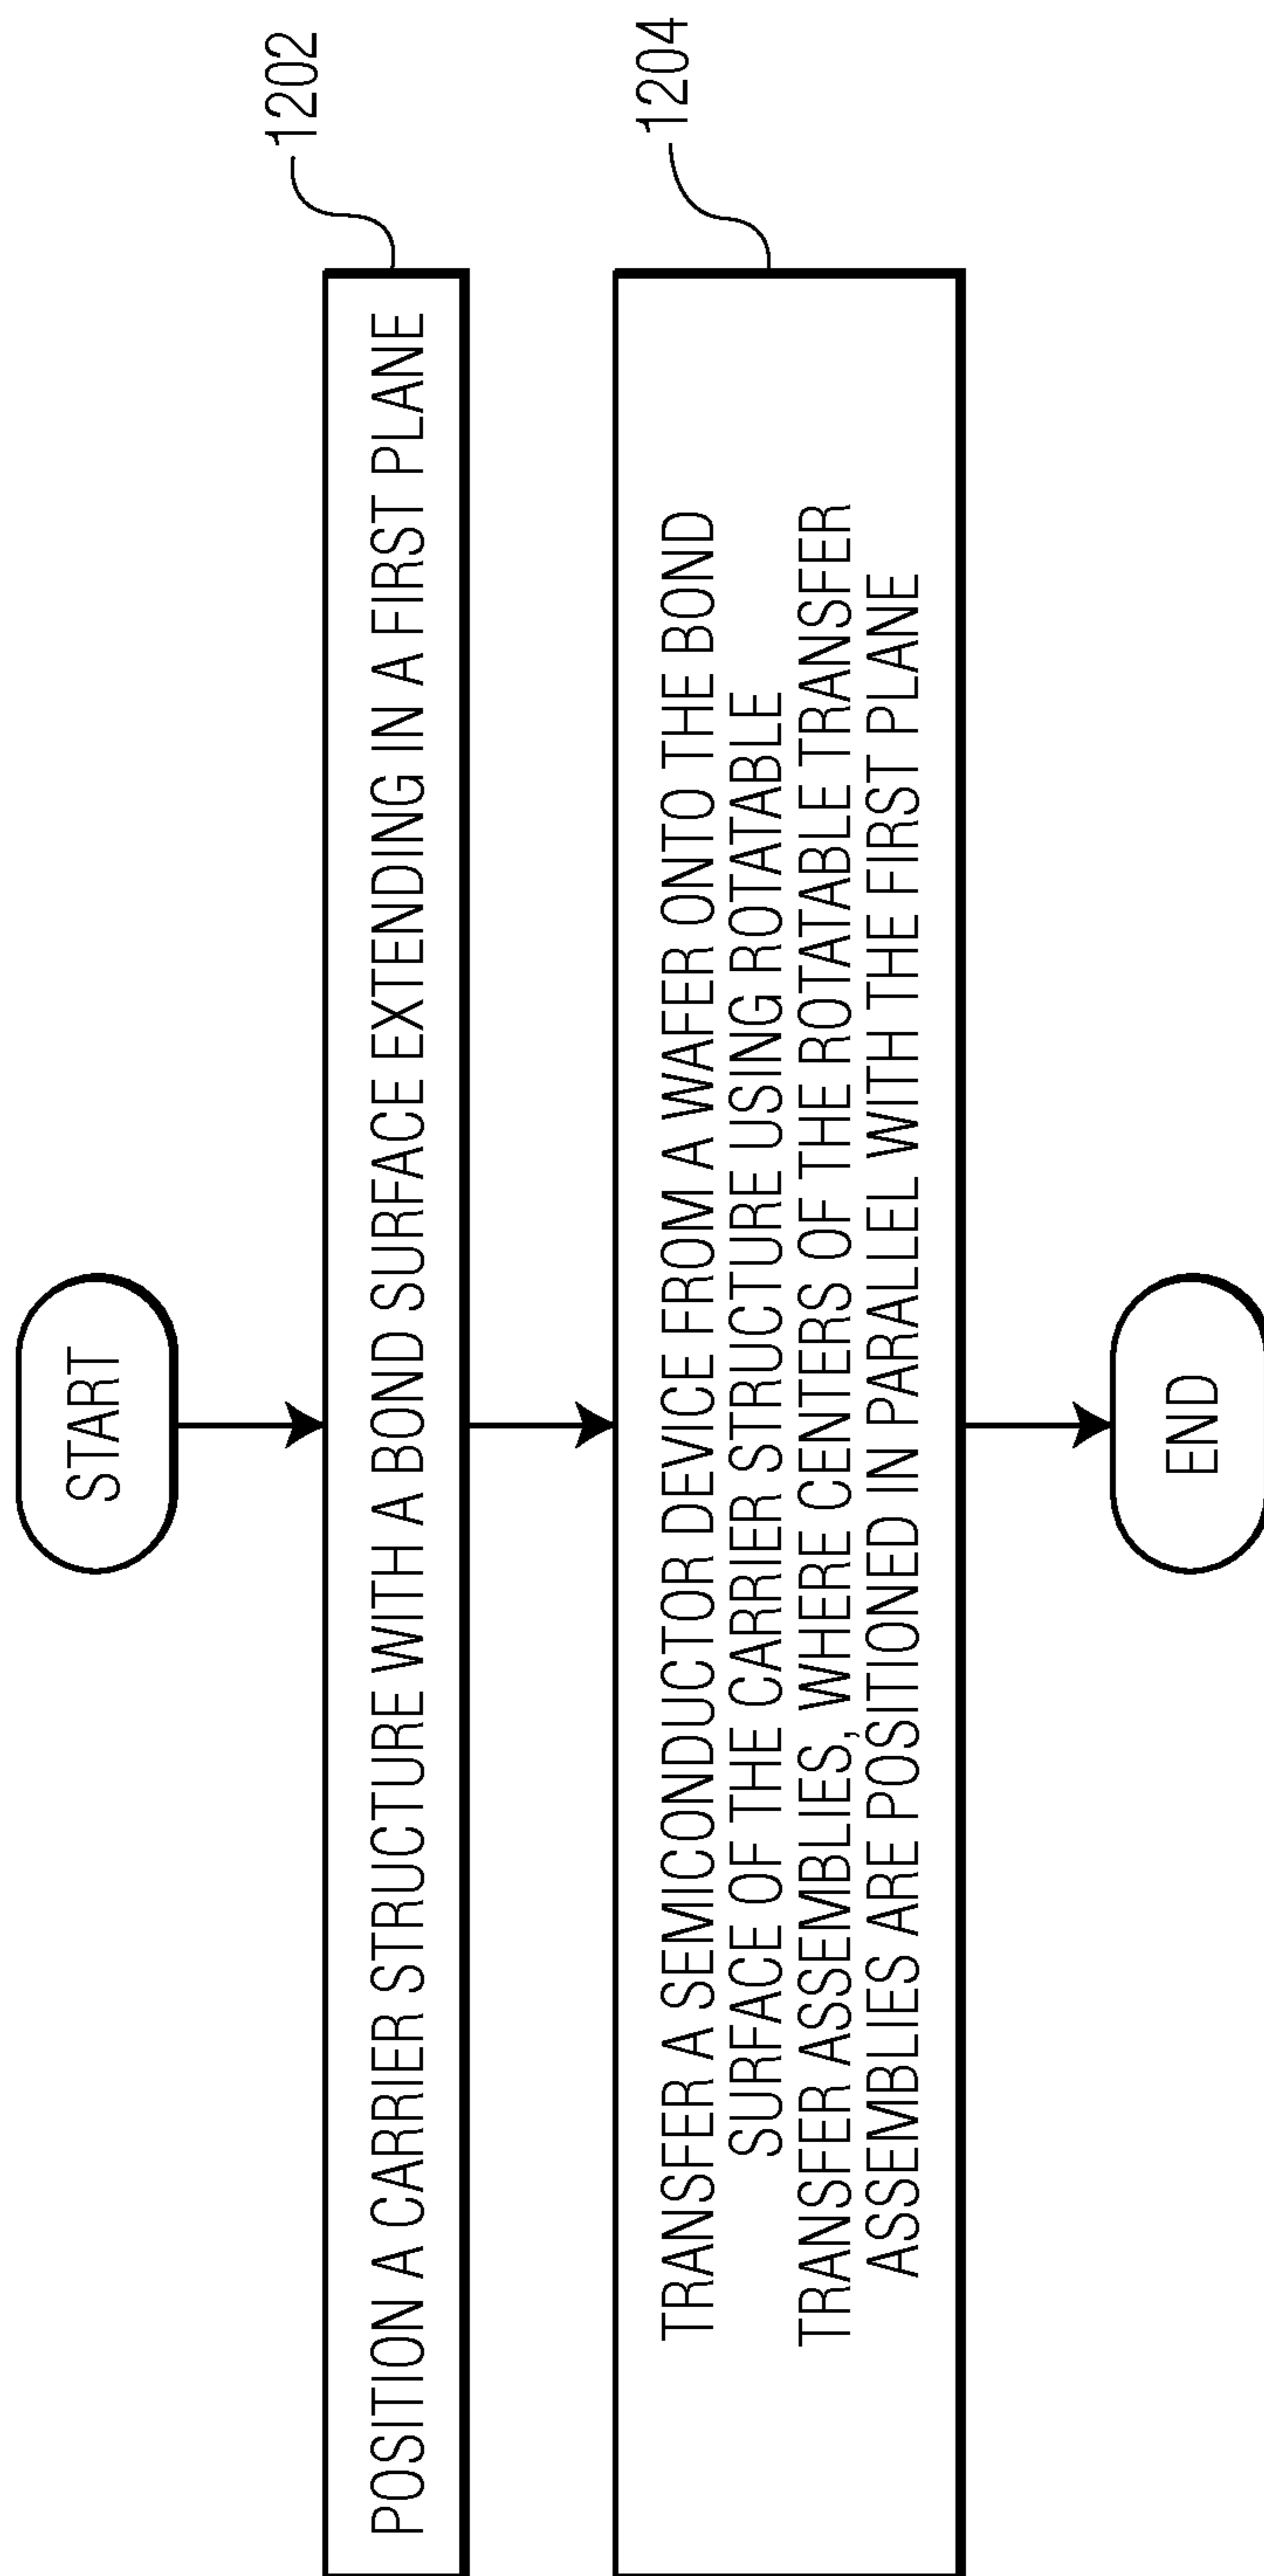 START
1202
POSITION A CARRIER STRUCTURE WITH A BOND SURFACE EXTENDING IN A FIRST PLANE
1204
TRANSFER A SEMICONDUCTOR DEVICE FROM A WAFER ONTO THE BOND
SURFACE OF THE CARRIER STRUCTURE USING ROTATABLE
TRANSFER ASSEMBLIES, WHERE CENTERS OF THE ROTATABLE TRANSFER
ASSEMBLIES ARE POSITIONED IN PARALLEL WITH THE FIRST PLANE
END